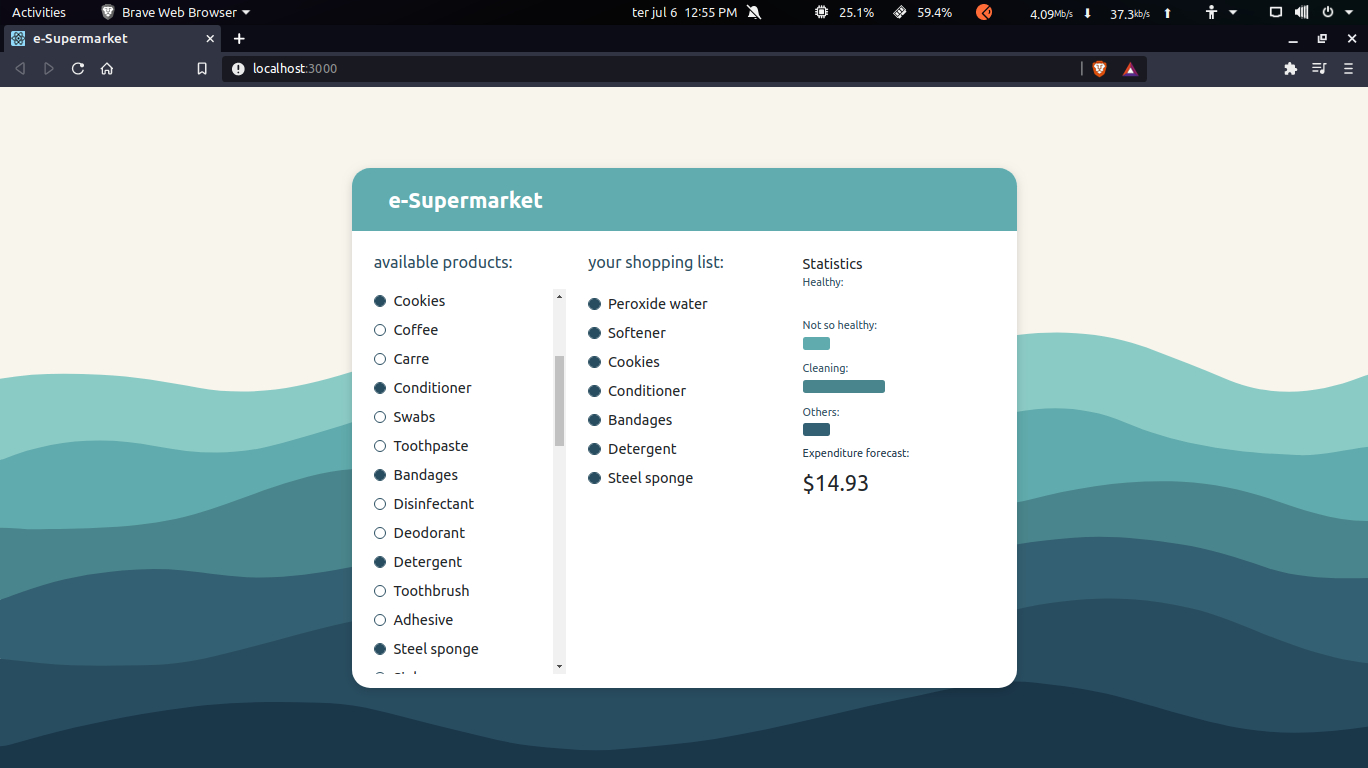 Activities Brave Web Browser ter jul 6 12:55 PM 25.1% 59.4% 4.09Mb/s 37.3kb/s
e-Supermarket
localhost:3000
e-Supermarket
available products:
Cookies
Coffee
Carre
Conditioner
Swabs
Toothpaste
Bandages
Disinfectant
Deodorant
Detergent
Toothbrush
Adhesive
Steel sponge
your shopping list:
Peroxide water
Softener
Cookies
Conditioner
Bandages
Detergent
Steel sponge
Statistics
Healthy:
Not so healthy:
Cleaning:
Others:
Expenditure forecast:
$14.93